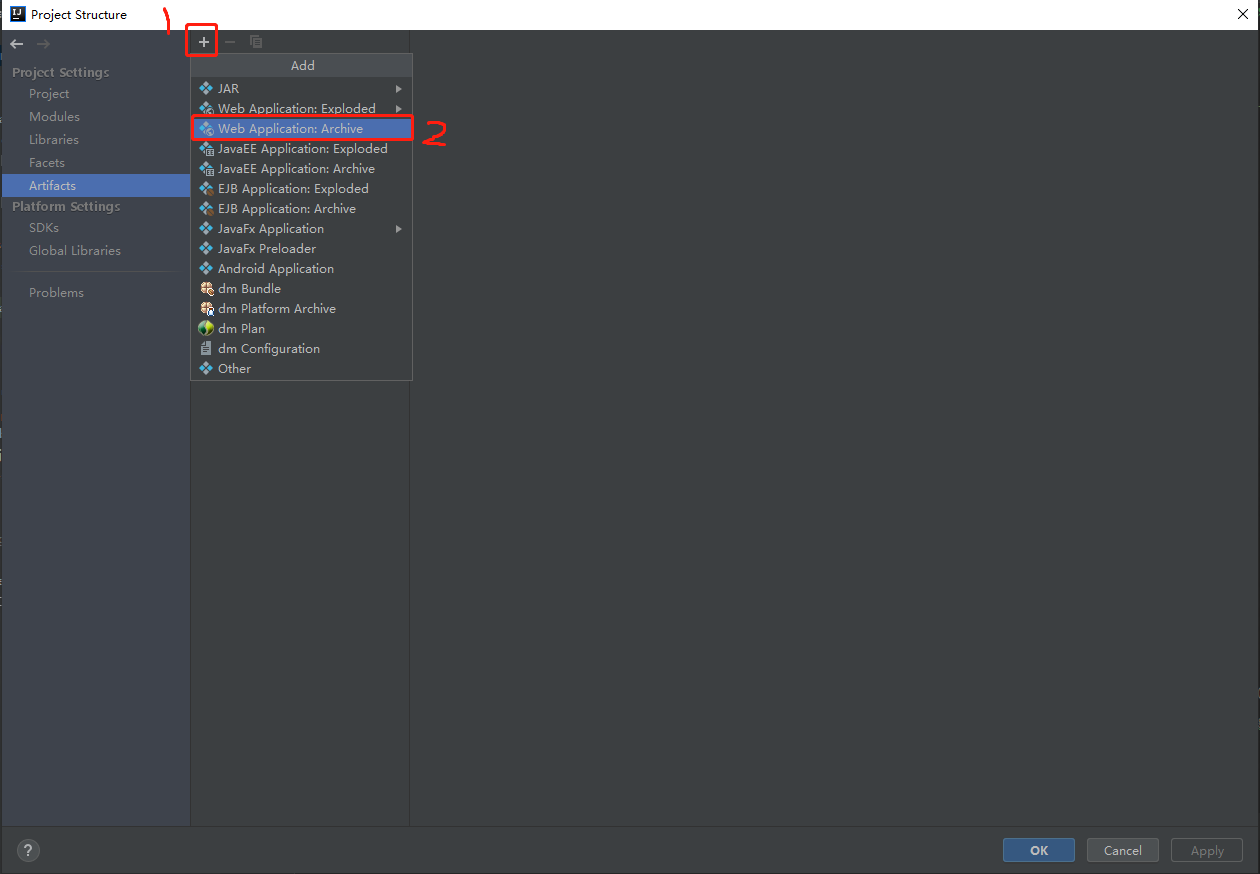 Project Structure
1
Project Settings
Project
Modules
Libraries
Facets
Artifacts
Platform Settings
SDKs
Global Libraries
Problems
Add
JAR
Web Application: Exploded
Web Application: Archive
2
JavaEE Application: Exploded
JavaEE Application: Archive
EJB Application: Exploded
EJB Application: Archive
JavaFx Application
JavaFx Preloader
Android Application
dm Bundle
dm Platform Archive
dm Plan
dm Configuration
Other
?
OK
Cancel
Apply